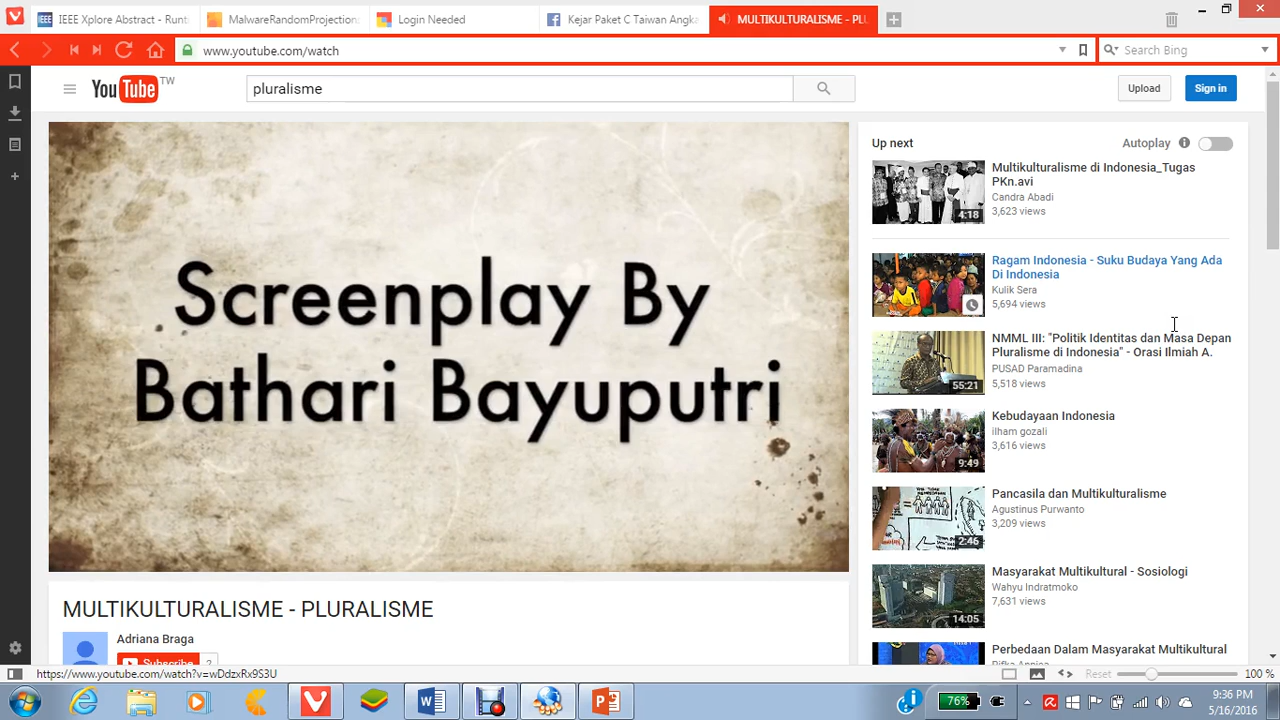 IEEE Xplore Abstract - Runti
MalwareRandomProjection
Login Needed
Kejar Paket C Taiwan Angka
MULTIKULTURALISME - PLU
www.youtube.com/watch
Search Bing
YouTube TW
pluralisme
Upload
Sign in
Screenplay By
Bathari Bayuputri
Up next
Autoplay
Multikulturalisme di Indonesia_Tugas
PKn.avi
Candra Abadi
3,623 views
4:18
Ragam Indonesia - Suku Budaya Yang Ada
Di Indonesia
Kulik Sera
5,694 views
NMML III: "Politik Identitas dan Masa Depan
Pluralisme di Indonesia" - Orasi Ilmiah A.
PUSAD Paramadina
5,518 views
55:21
Kebudayaan Indonesia
ilham gozali
3,616 views
9:49
Pancasila dan Multikulturalisme
Agustinus Purwanto
3,209 views
2:46
Masyarakat Multikultural - Sosiologi
Wahyu Indratmoko
7,631 views
14:05
Perbedaan Dalam Masyarakat Multikultural
MULTIKULTURALISME - PLURALISME
Adriana Braga
Subscribe
https://www.youtube.com/watch?v=wDdzxRx9S3U
Reset
100 %
76%
9:36 PM
5/16/2016